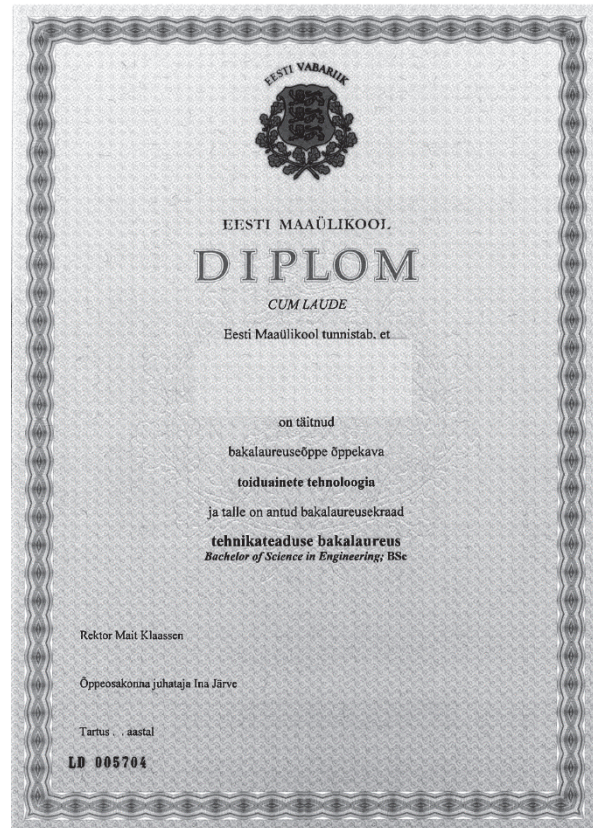 EESTI VABARIIK
EESTI MAAÜLIKOOL
DIPLOM
CUM LAUDE
Eesti Maaülikool tunnistab, et
on täitnud
bakalaureuseõppe õppekava
toiduainete tehnoloogia
ja talle on antud bakalaureusekraad
tehnikateaduse bakalaureus
Bachelor of Science in Engineering; BSc
Rektor Mait Klaassen
Õppeosakonna juhataja Ina Järve
Tartus . . aastal
LD 005704